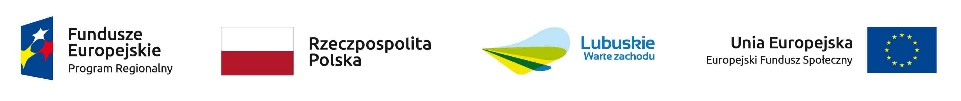 Fundusze
Europejskie
Program Regionalny
Rzeczpospolita
Polska
Lubuskie
Warte zachodu
Unia Europejska
Europejski Fundusz Społeczny